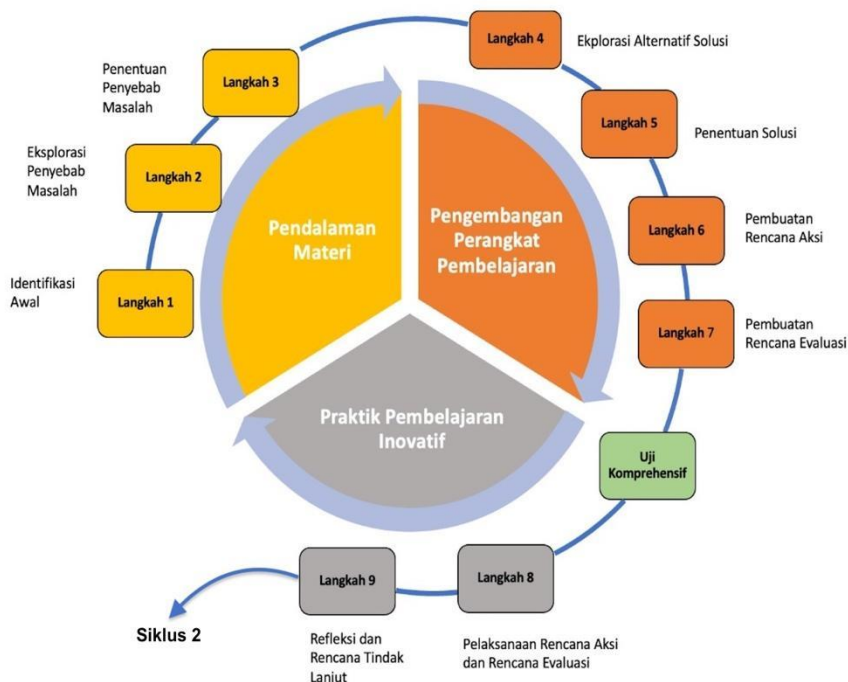 Langkah 1
Identifikasi
Awal
Langkah 2
Eksplorasi
Penyebab
Masalah
Langkah 3
Penentuan
Penyebab
Masalah
Langkah 4
Ekplorasi Alternatif Solusi
Langkah 5
Penentuan Solusi
Langkah 6
Pembuatan
Rencana Aksi
Langkah 7
Pembuatan
Rencana Evaluasi
Uji
Komprehensif
Langkah 8
Pelaksanaan Rencana Aksi
dan Rencana Evaluasi
Langkah 9
Refleksi dan
Rencana Tindak
Lanjut
Siklus 2
Pendalaman
Materi
Pengembangan
Perangkat
Pembelajaran
Praktik Pembelajaran
Inovatif